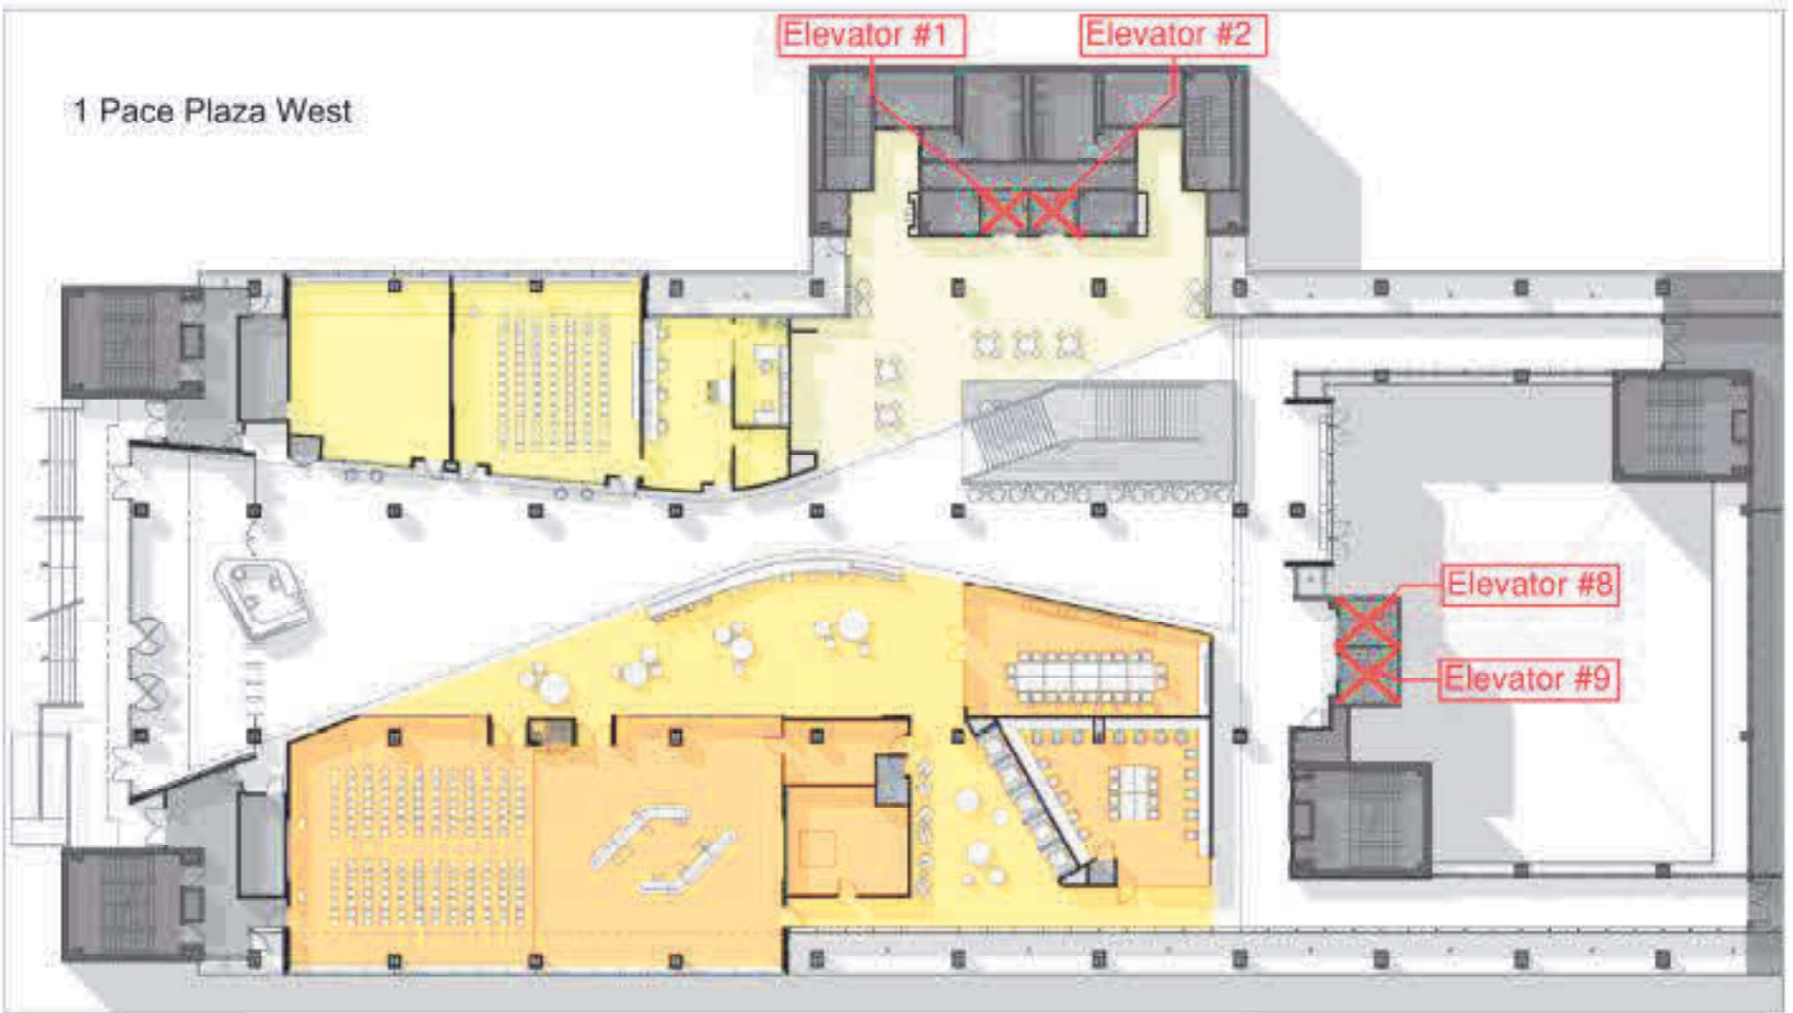 Elevator #1
Elevator #2
1 Pace Plaza West
Elevator #8
Elevator #9